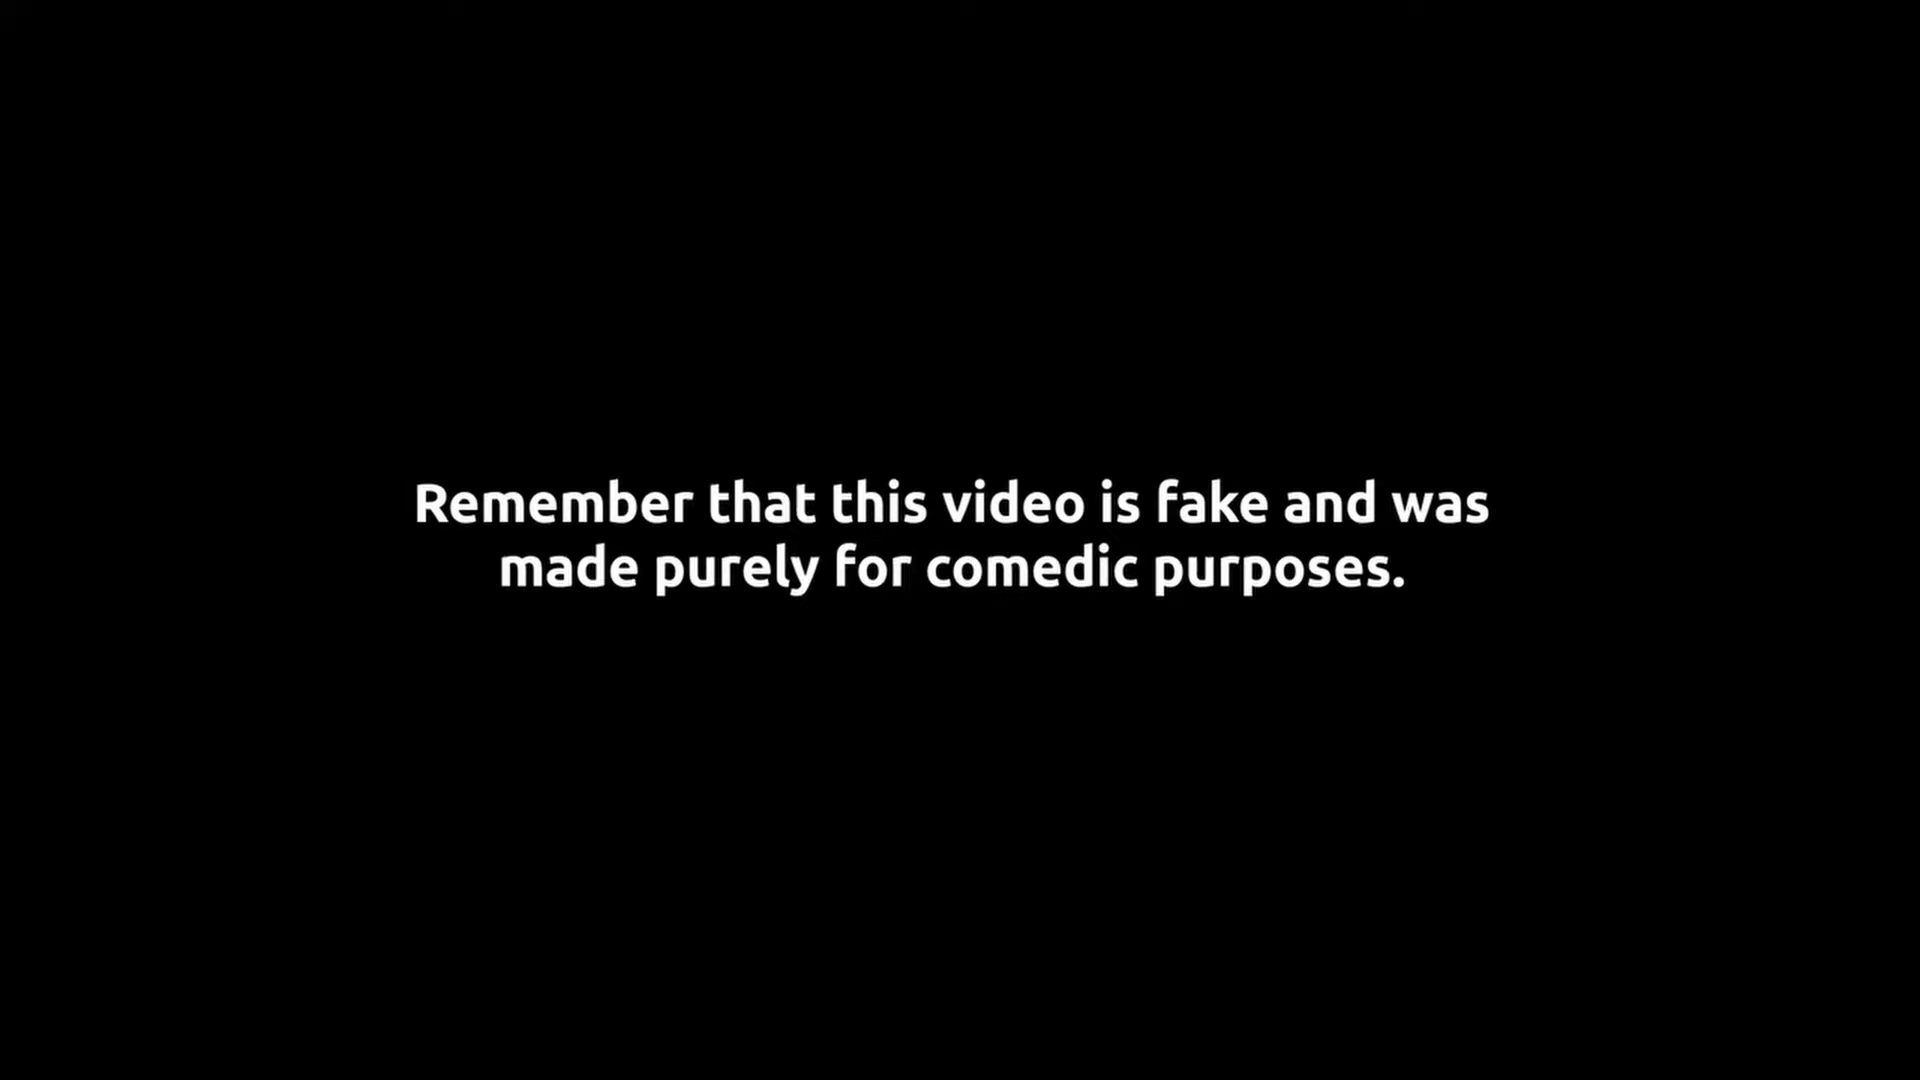 Remember that this video is fake and was
made purely for comedic purposes.